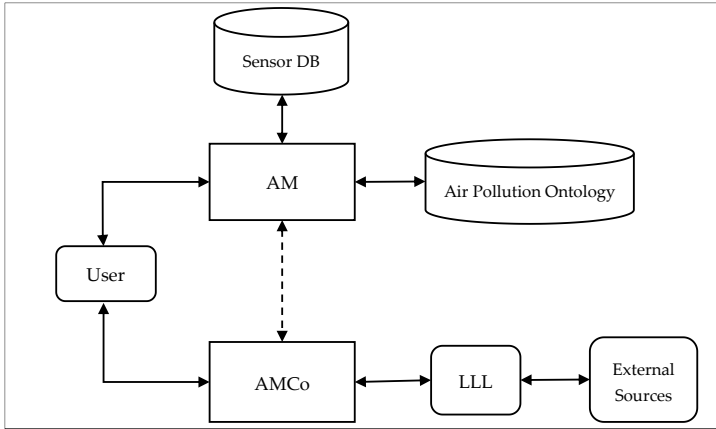 Sensor DB
AM
Air Pollution Ontology
User
AMCo
LLL
External
Sources